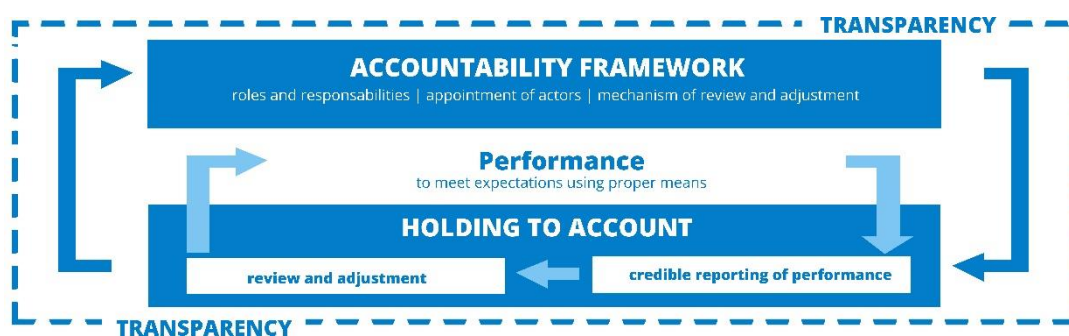 TRANSPARENCY
ACCOUNTABILITY FRAMEWORK
roles and responsabilities | appointment of actors | mechanism of review and adjustment
Performance
to meet expectations using proper means
HOLDING TO ACCOUNT
review and adjustment
credible reporting of performance
TRANSPARENCY